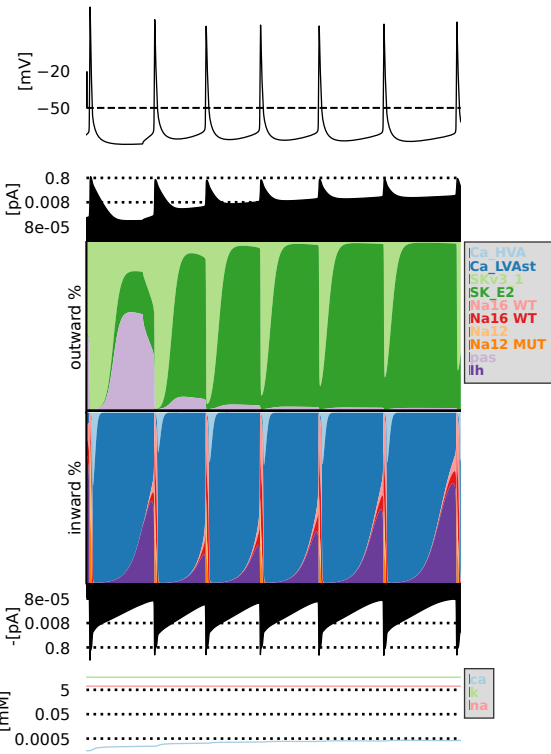 [mV]
−20
−50
[pA]
0.8
0.008
8e-05
outward %
Ca_HVA
Ca_LVAst
SKv3_1
SK_E2
Na16 WT
Na16 WT
Na12
Na12 MUT
pas
Ih
inward %
-[pA]
8e-05
0.008
0.8
[mM]
5
0.05
0.0005
ca
k
na